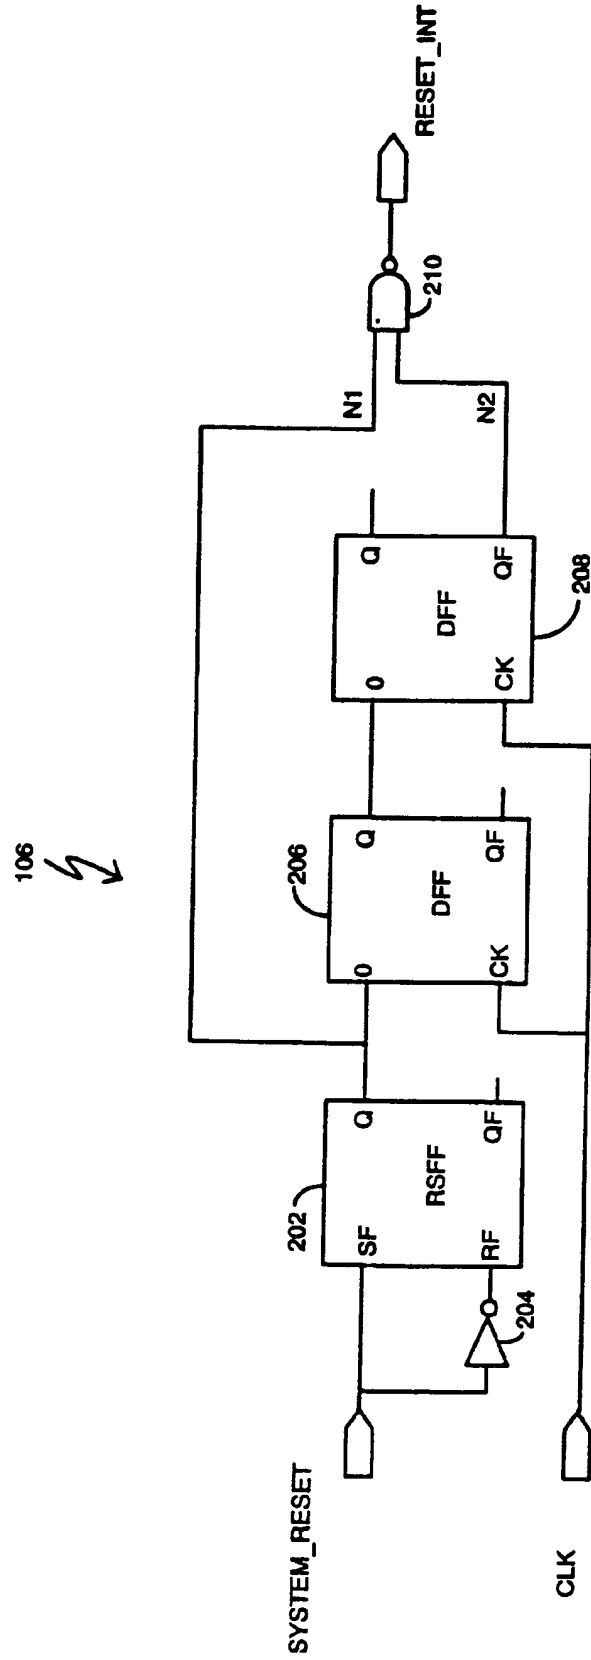 106
SYSTEM_RESET
CLK
202
SF
RF
Q
QF
RSFF
204
206
0
CK
Q
QF
DFF
0
CK
Q
QF
DFF
208
N1
N2
210
RESET_INT